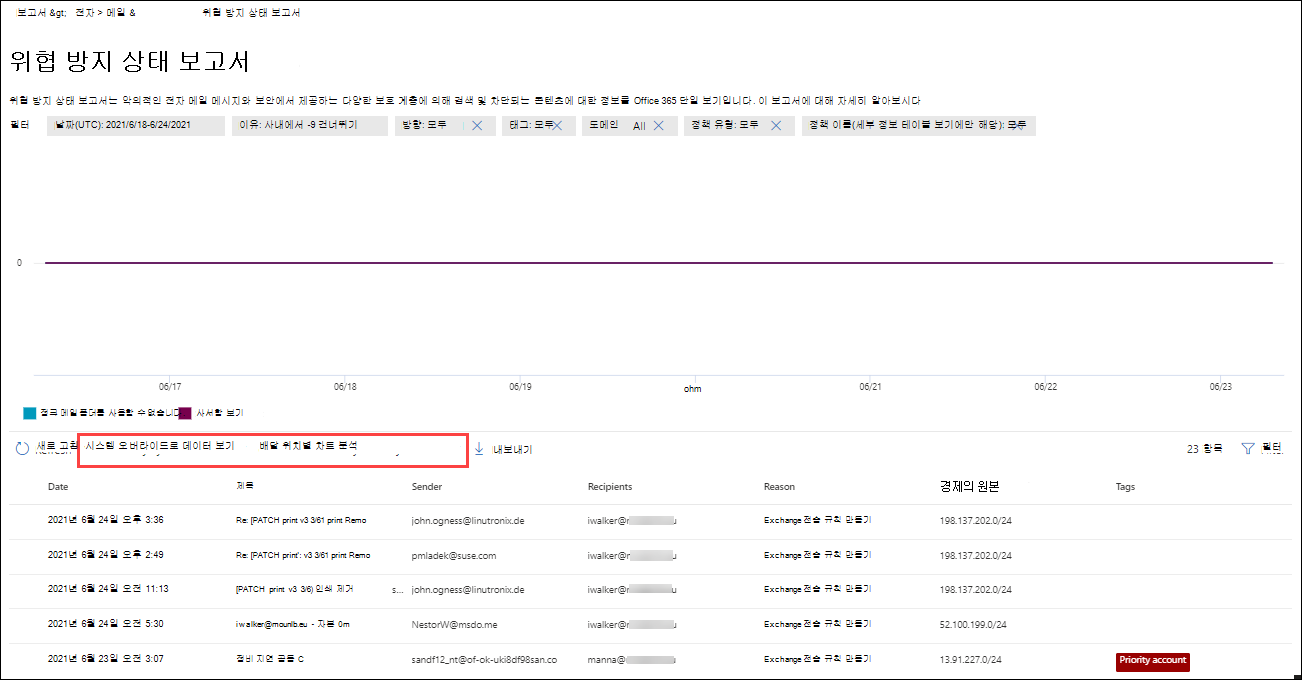 보고서 &gt; 전자 > 메일 & 위협 방지 상태 보고서
위협 방지 상태 보고서
위협 방지 상태 보고서는 악의적인 전자 메일 메시지와 보안에서 제공하는 다양한 보호 계층에 의해 검색 및 차단되는 콘텐츠에 대한 정보를 Office 365 단일 보기입니다. 이 보고서에 대해 자세히 알아보시다
필터 날짜(UTC): 2021/6/18-6/24/2021 이유: 사내에서 -9 건너뛰기 방향: 모두 태그: 모두 도메인 All 정책 유형: 모두 정책 이름(세부 정보 테이블 보기에만 해당): 모두
0
06/17 06/18 06/19 ohm 06/21 06/22 06/23
정크 메일 폴더를 사용할 수 없습니다 사서함 보기
새로 고침 시스템 오버라이드로 데이터 보기 배달 위치별 차트 분석 내보내기 23 항목 필터
Date 제목 Sender Recipients Reason 경제의 원본 Tags
2021년 6월 24일 오후 3:36 Re: [PATCH print v3 3/61 print Remo john.ogness@linutronix.de iwalker@ Exchange 전송 규칙 만들기 198.137.202.0/24
2021년 6월 24일 오후 2:49 Re: [PATCH print': v3 3/61 print Remo pmladek@suse.com iwalker@ Exchange 전송 규칙 만들기 198.137.202.0/24
2021년 6월 24일 오전 11:13 [PATCH print v3 3/6) 인쇄 제거 s... john.ogness@linutronix.de iwalker@ Exchange 전송 규칙 만들기 198.137.202.0/24
2021년 6월 24일 오전 5:30 iwalker@mounlb.eu - 자본 0m NestorW@msdo.me iwalker@ Exchange 전송 규칙 만들기 52.100.199.0/24
2021년 6월 23일 오전 3:07 정비 지연 골동 C sandf12_nt@of-ok-uki8df98san.co manna@ Exchange 전송 규칙 만들기 13.91.227.0/24 Priority account